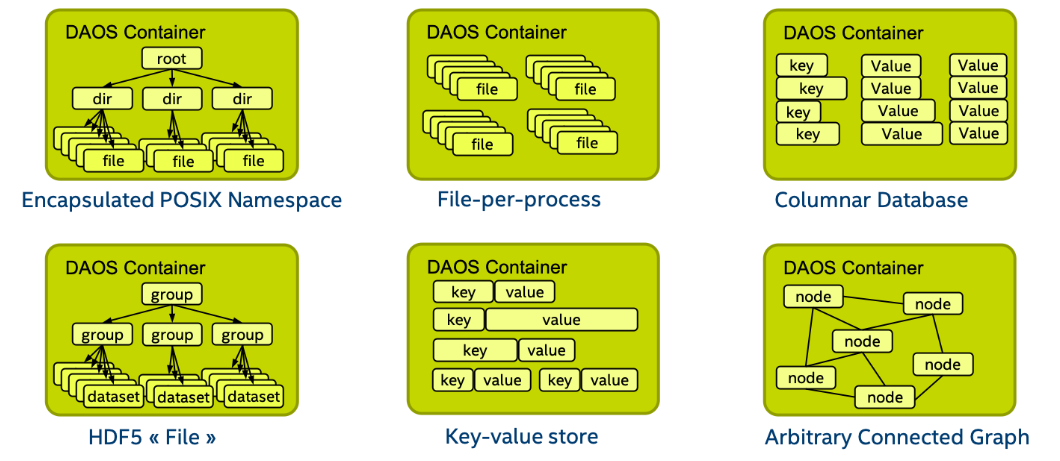 DAOS Container
root
dir dir dir
file file file
Encapsulated POSIX Namespace
DAOS Container
file file
file file
File-per-process
DAOS Container
key Value Value
key Value Value
key Value Value
key Value Value
Columnar Database
DAOS Container
group
group group group
dataset dataset dataset
HDF5 « File »
DAOS Container
key value
key value
key value
key value key value
Key-value store
DAOS Container
node node
node
node node
node
Arbitrary Connected Graph